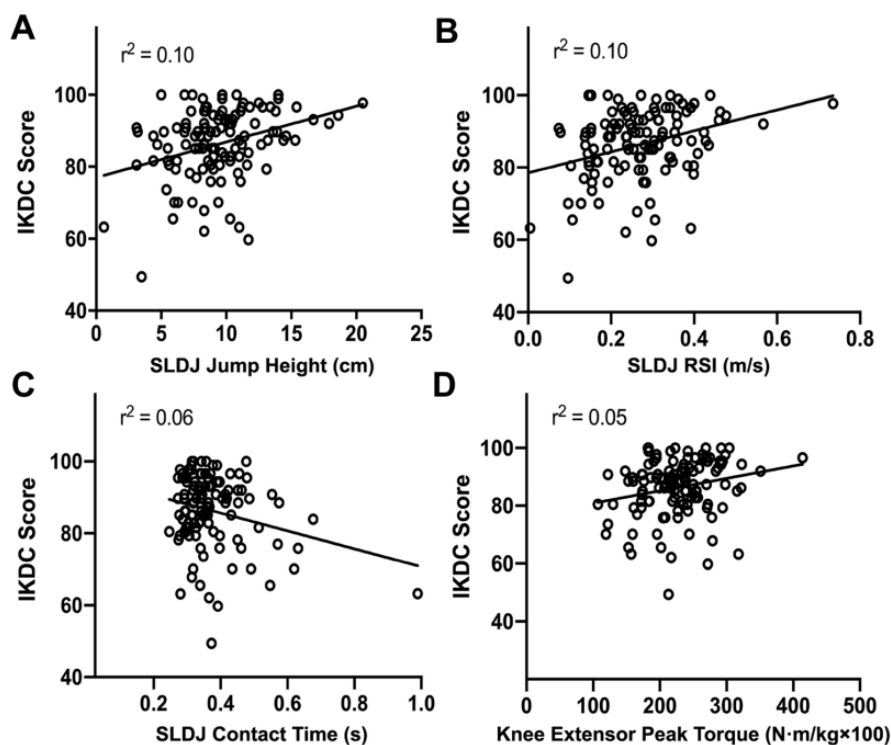 A
r² = 0.10
IKDC Score
100
80
60
40
0
5
10
15
20
25
SLDJ Jump Height (cm)
B
r² = 0.10
IKDC Score
100
80
60
40
0.0
0.2
0.4
0.6
0.8
SLDJ RSI (m/s)
C
r² = 0.06
IKDC Score
100
80
60
40
0.2
0.4
0.6
0.8
1.0
SLDJ Contact Time (s)
D
r² = 0.05
IKDC Score
100
80
60
40
0
100
200
300
400
500
Knee Extensor Peak Torque (N·m/kg×100)